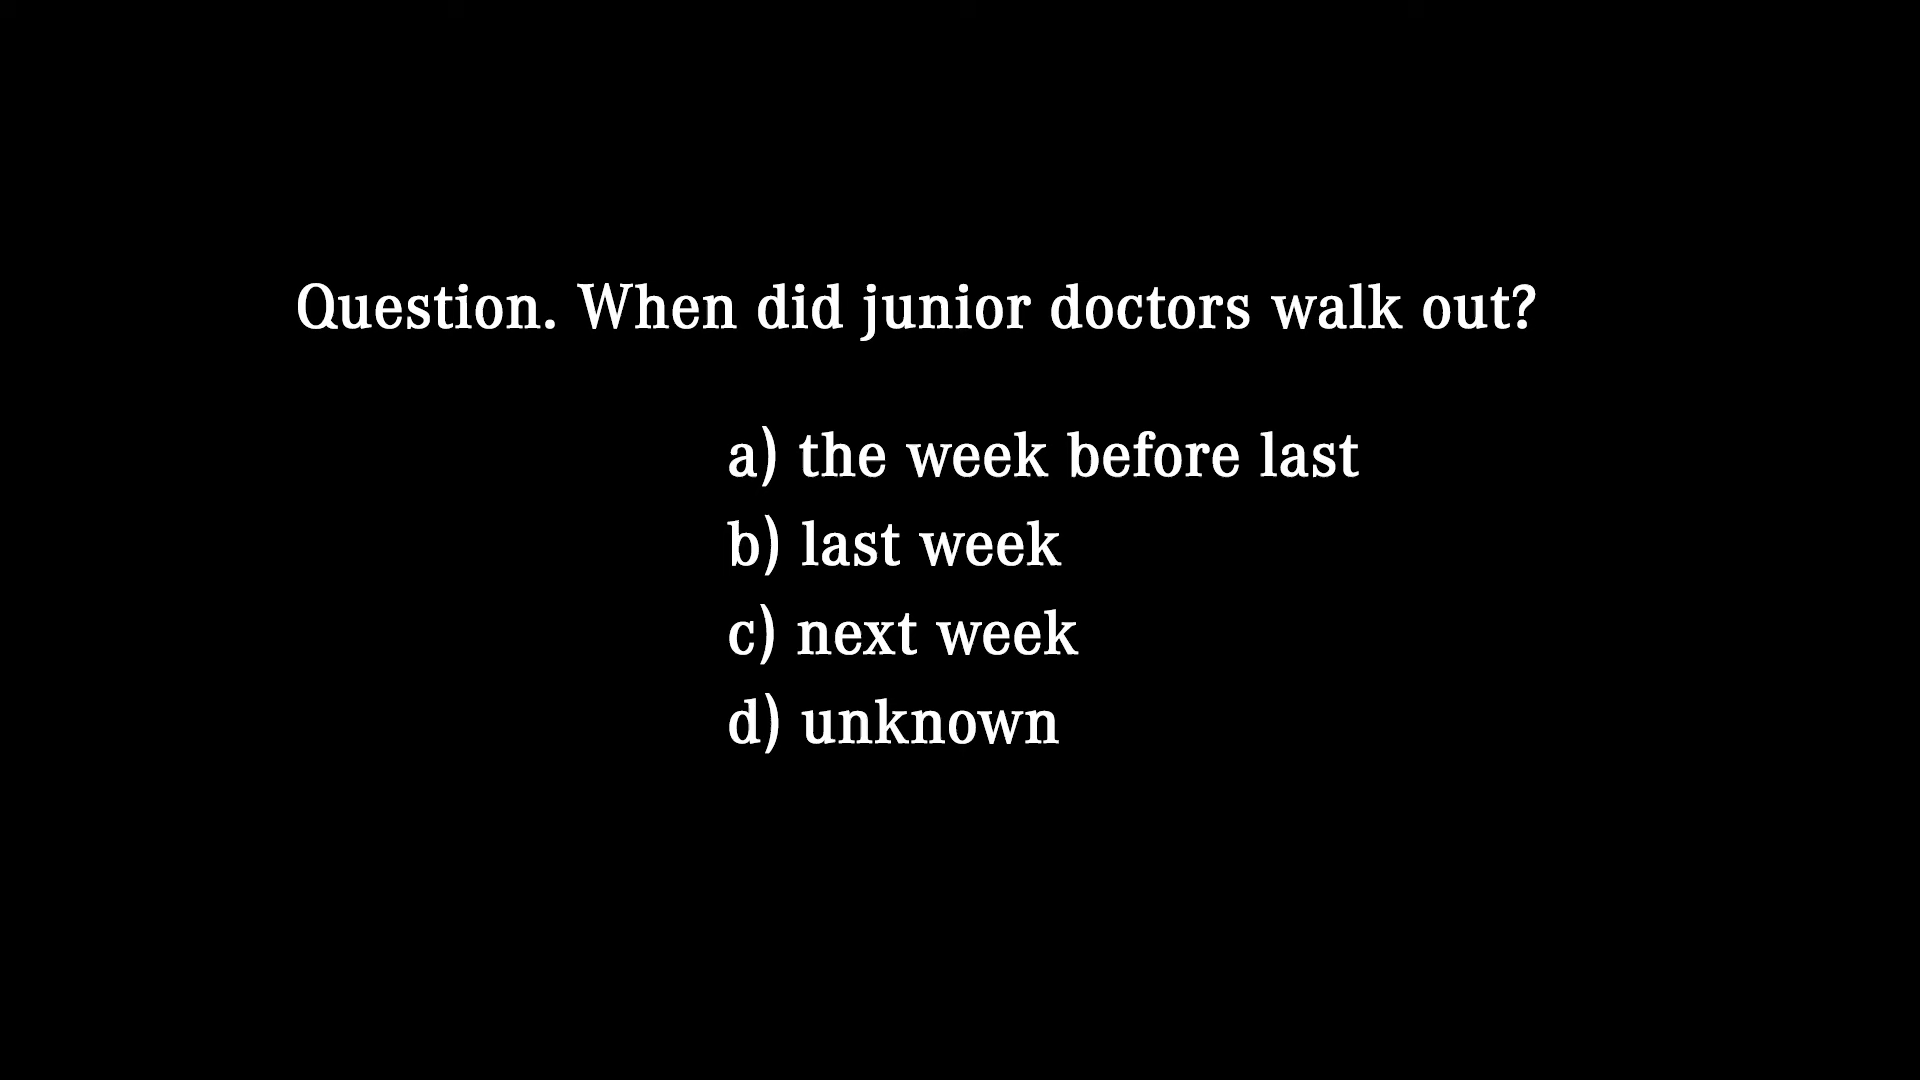 Question. When did junior doctors walk out?
a) the week before last
b) last week
c) next week
d) unknown